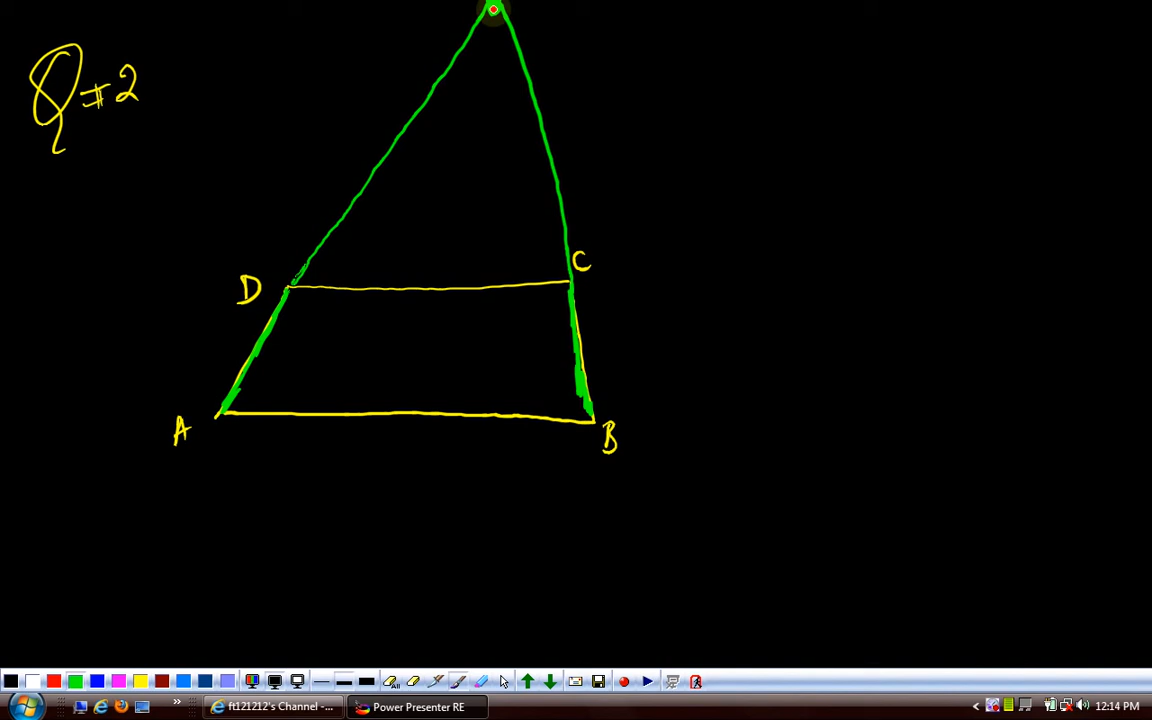 Q #2
D
C
A
B
ft121212's Channel -...
Power Presenter RE
12:14 PM